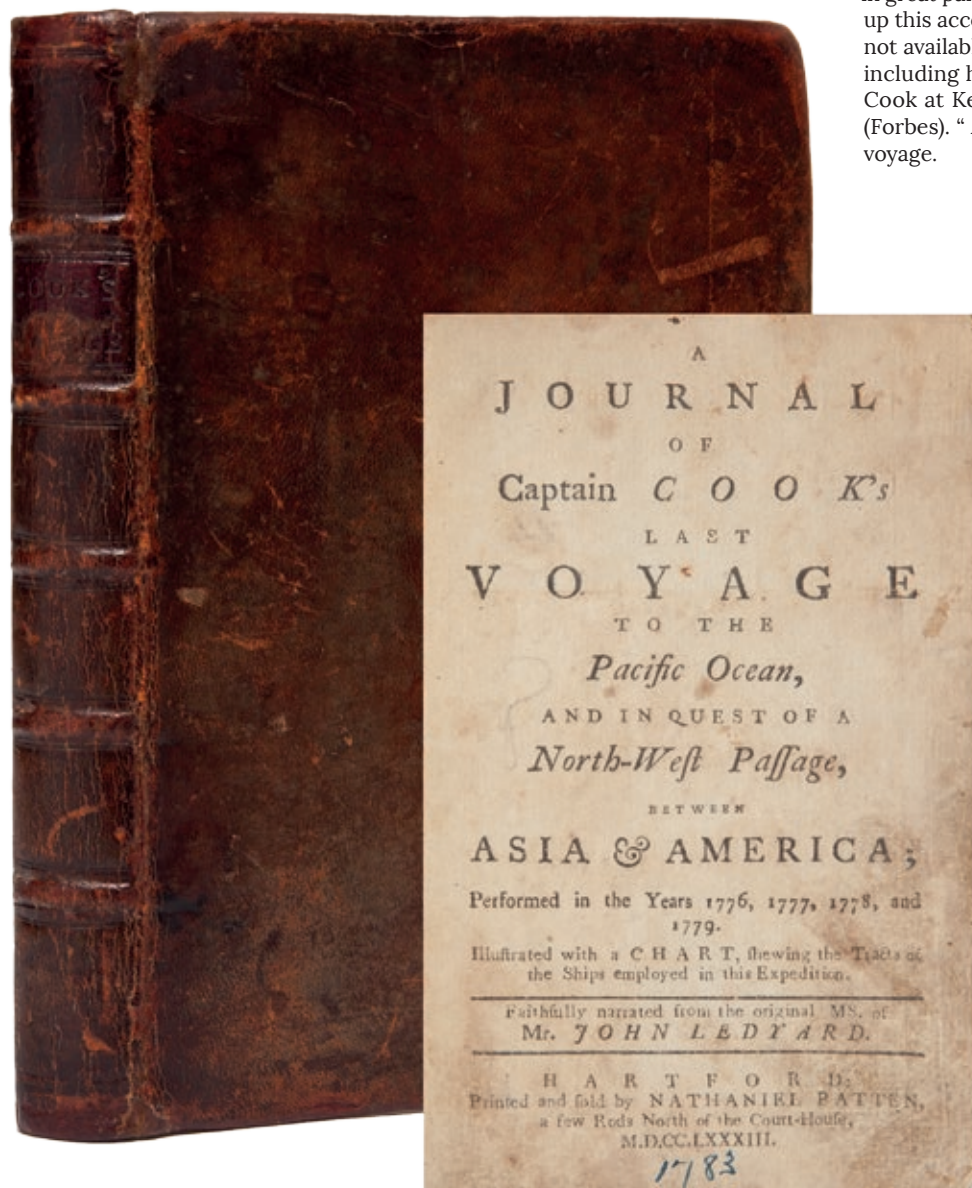 in great
up this
not
including
Cook at
(Forbes). “
voyage.
COOK'S
A
JOURNAL
OF
Captain COOK's
LAST
VOYAGE
TO THE
Pacific Ocean,
AND IN QUEST OF A
North-Weſt Paſſage,
BETWEEN
ASIA & AMERICA;
Performed in the Years 1776, 1777, 1778, and
1779.
Illuſtrated with a CHART, ſhewing the Tracts of
the Ships employed in this Expedition.
Faithfully narrated from the original MS. of
Mr. JOHN LEDYARD.
HARTFORD:
Printed and ſold by NATHANIEL PATTEN,
a few Rods North of the Court-Houſe,
M.D.CC.LXXXIII.
1783